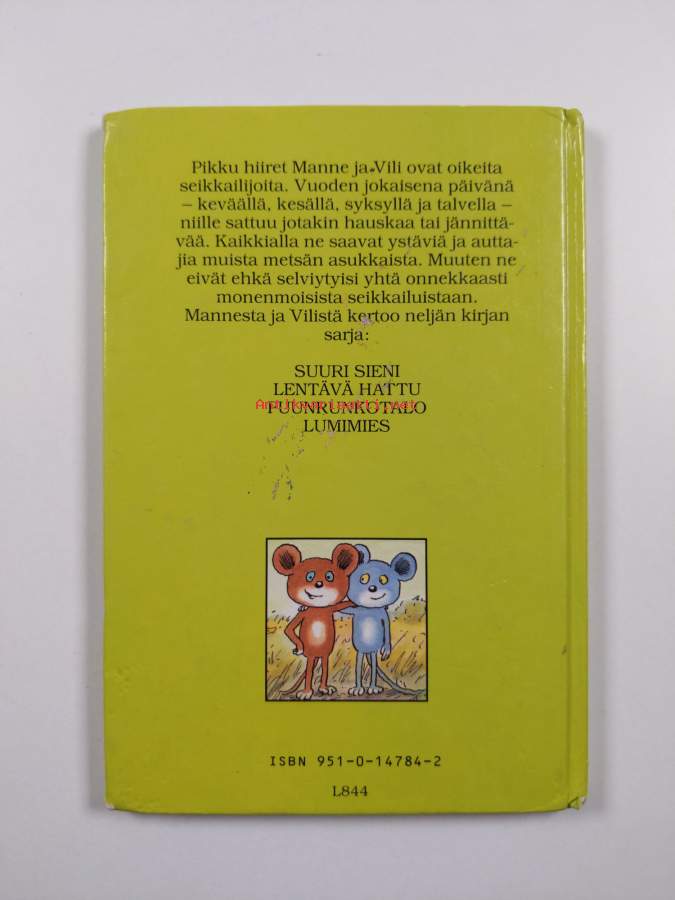 Pikku hiiret Manne ja Vili ovat oikeita
seikkailijoita. Vuoden jokaisena päivänä
– keväällä, kesällä, syksyllä ja talvella –
niille sattuu jotakin hauskaa tai jännittä-
vää. Kaikkialla ne saavat ystäviä ja autta-
jia muista metsän asukkaista. Muuten ne
eivät ehkä selviytyisi yhtä onnekkaasti
monenmoisista seikkailuistaan.
Mannesta ja Vilistä kertoo neljän kirjan
sarja:
SUURI SIENI
LENTÄVÄ HATTU
PUUNRUNKOTALO
Antikvariaatti.net
LUMIMIES
ISBN 951-0-14784-2
L844